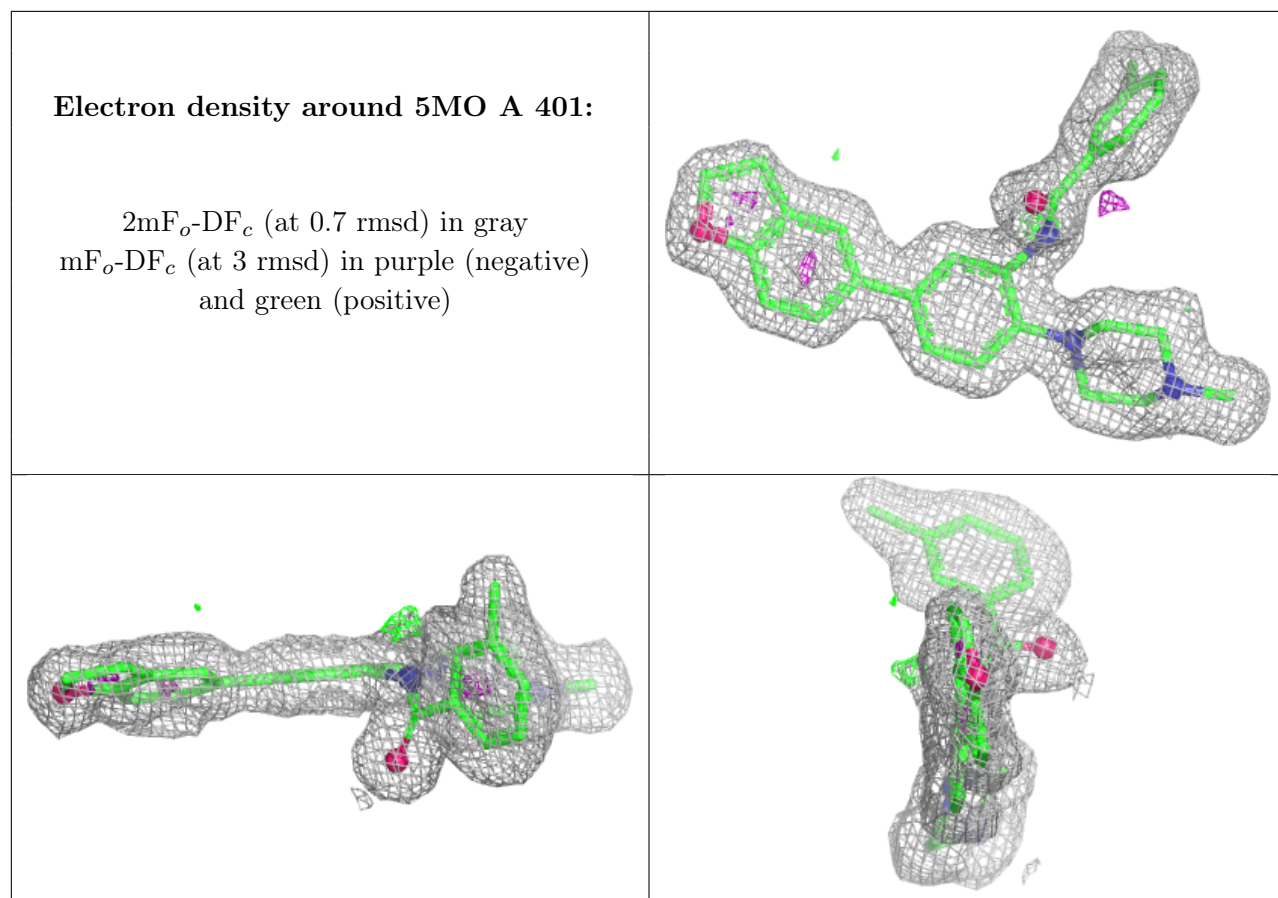 Electron density around 5MO A 401:
2mFo-DFc (at 0.7 rmsd) in gray
mFo-DFc (at 3 rmsd) in purple (negative)
and green (positive)